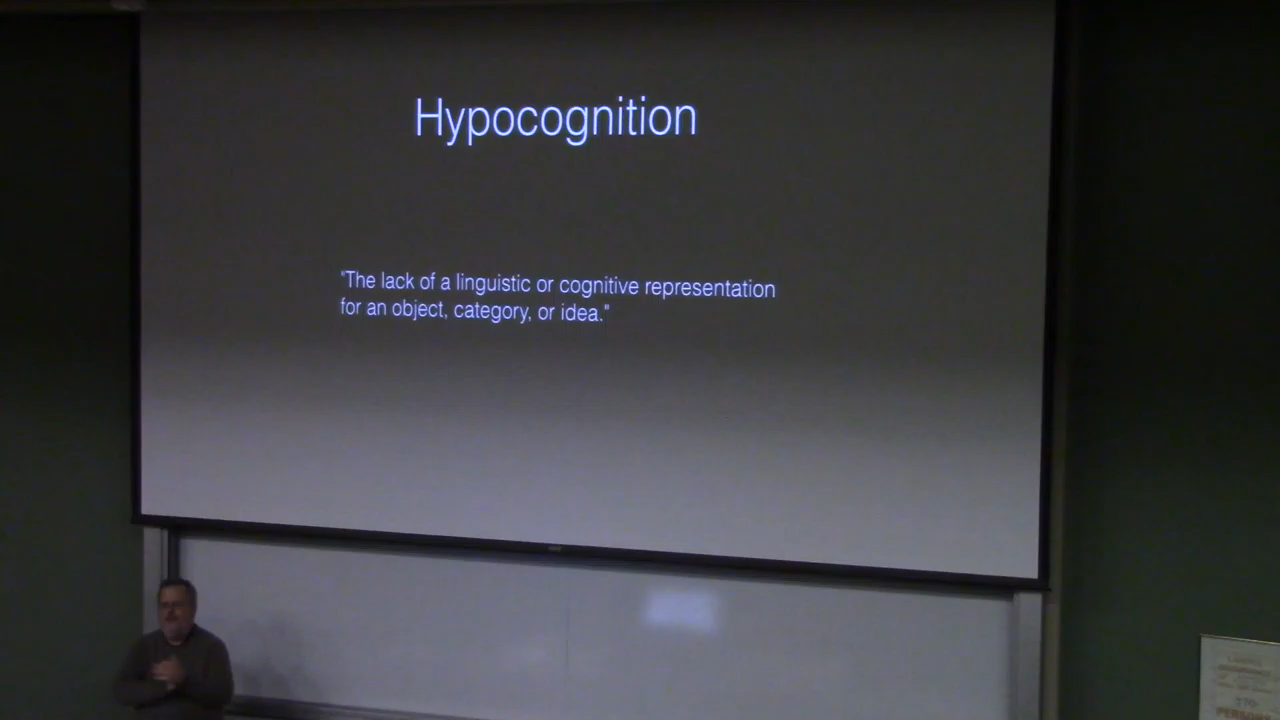 Hypocognition
"The lack of a linguistic or cognitive representation
for an object, category, or idea."